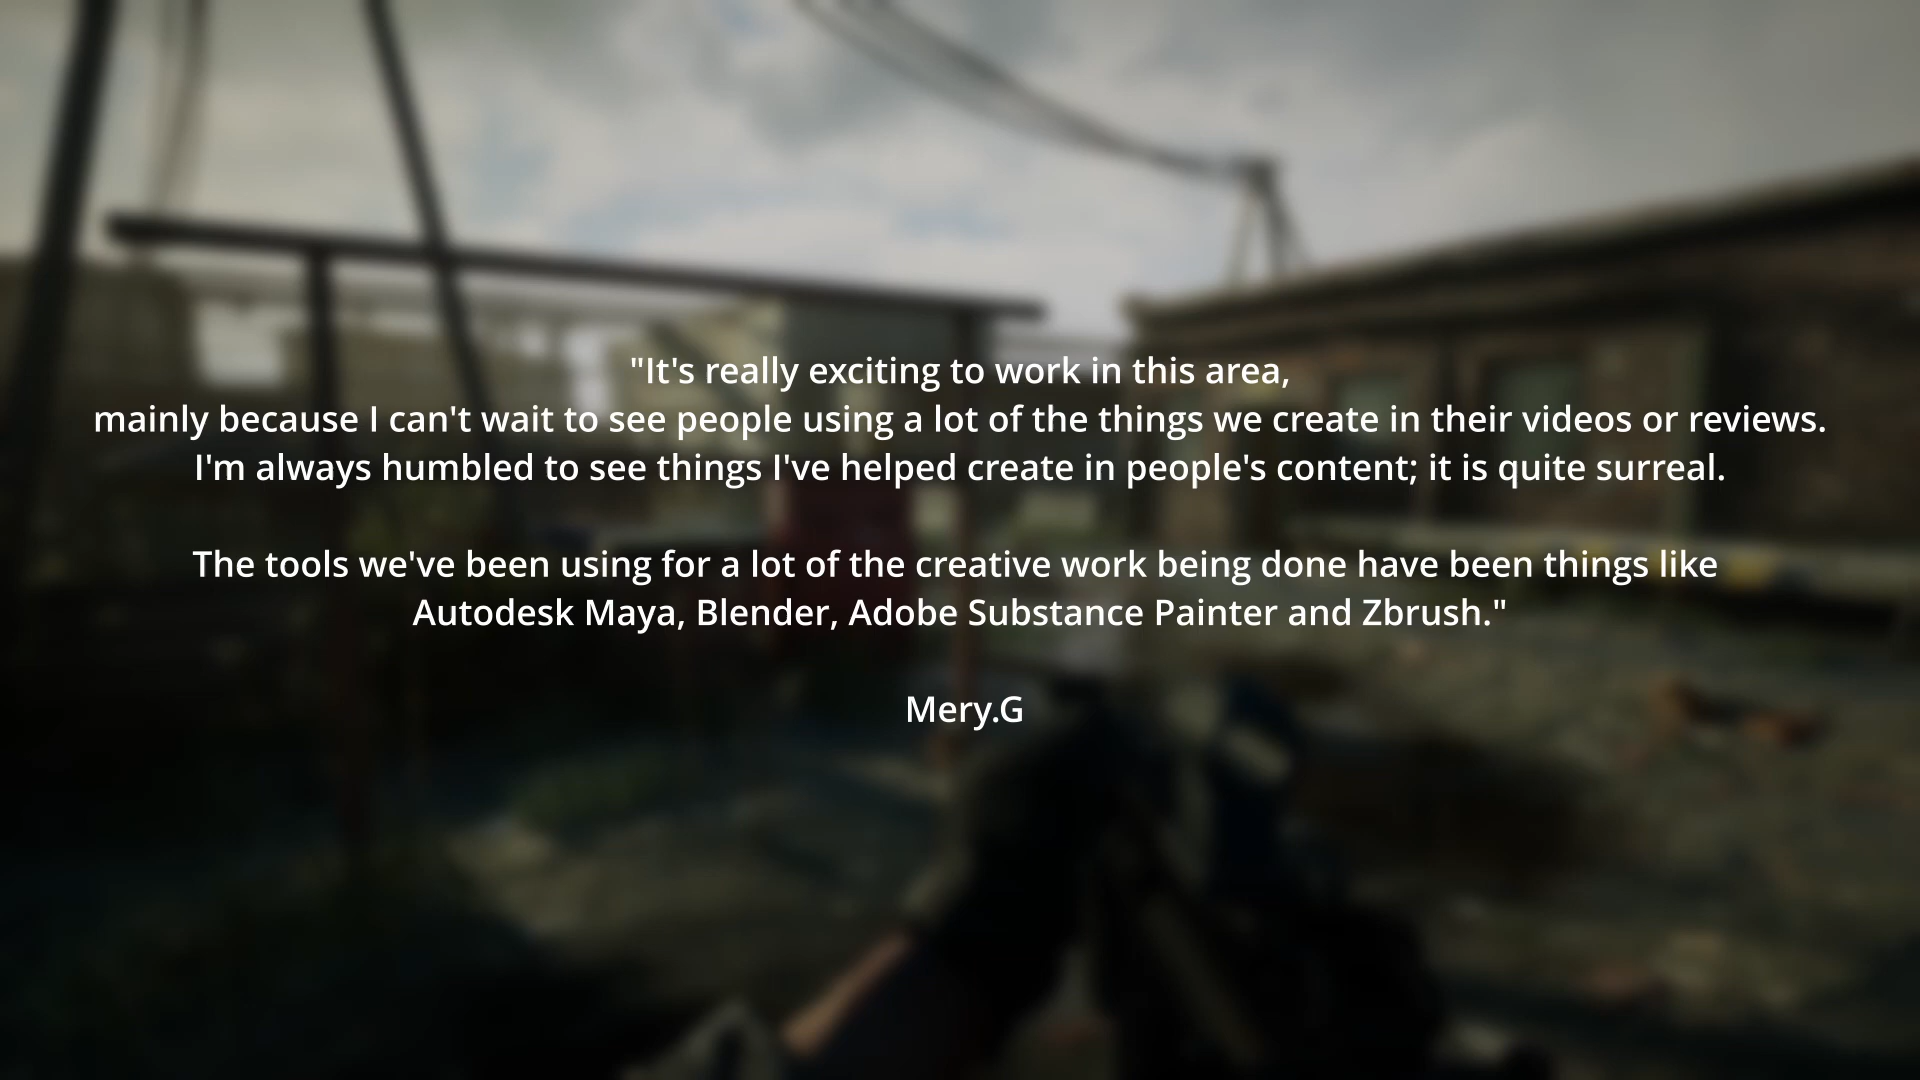 "It's really exciting to work in this area,
mainly because I can't wait to see people using a lot of the things we create in their videos or reviews.
I'm always humbled to see things I've helped create in people's content; it is quite surreal.
The tools we've been using for a lot of the creative work being done have been things like
Autodesk Maya, Blender, Adobe Substance Painter and Zbrush."
Mery.G